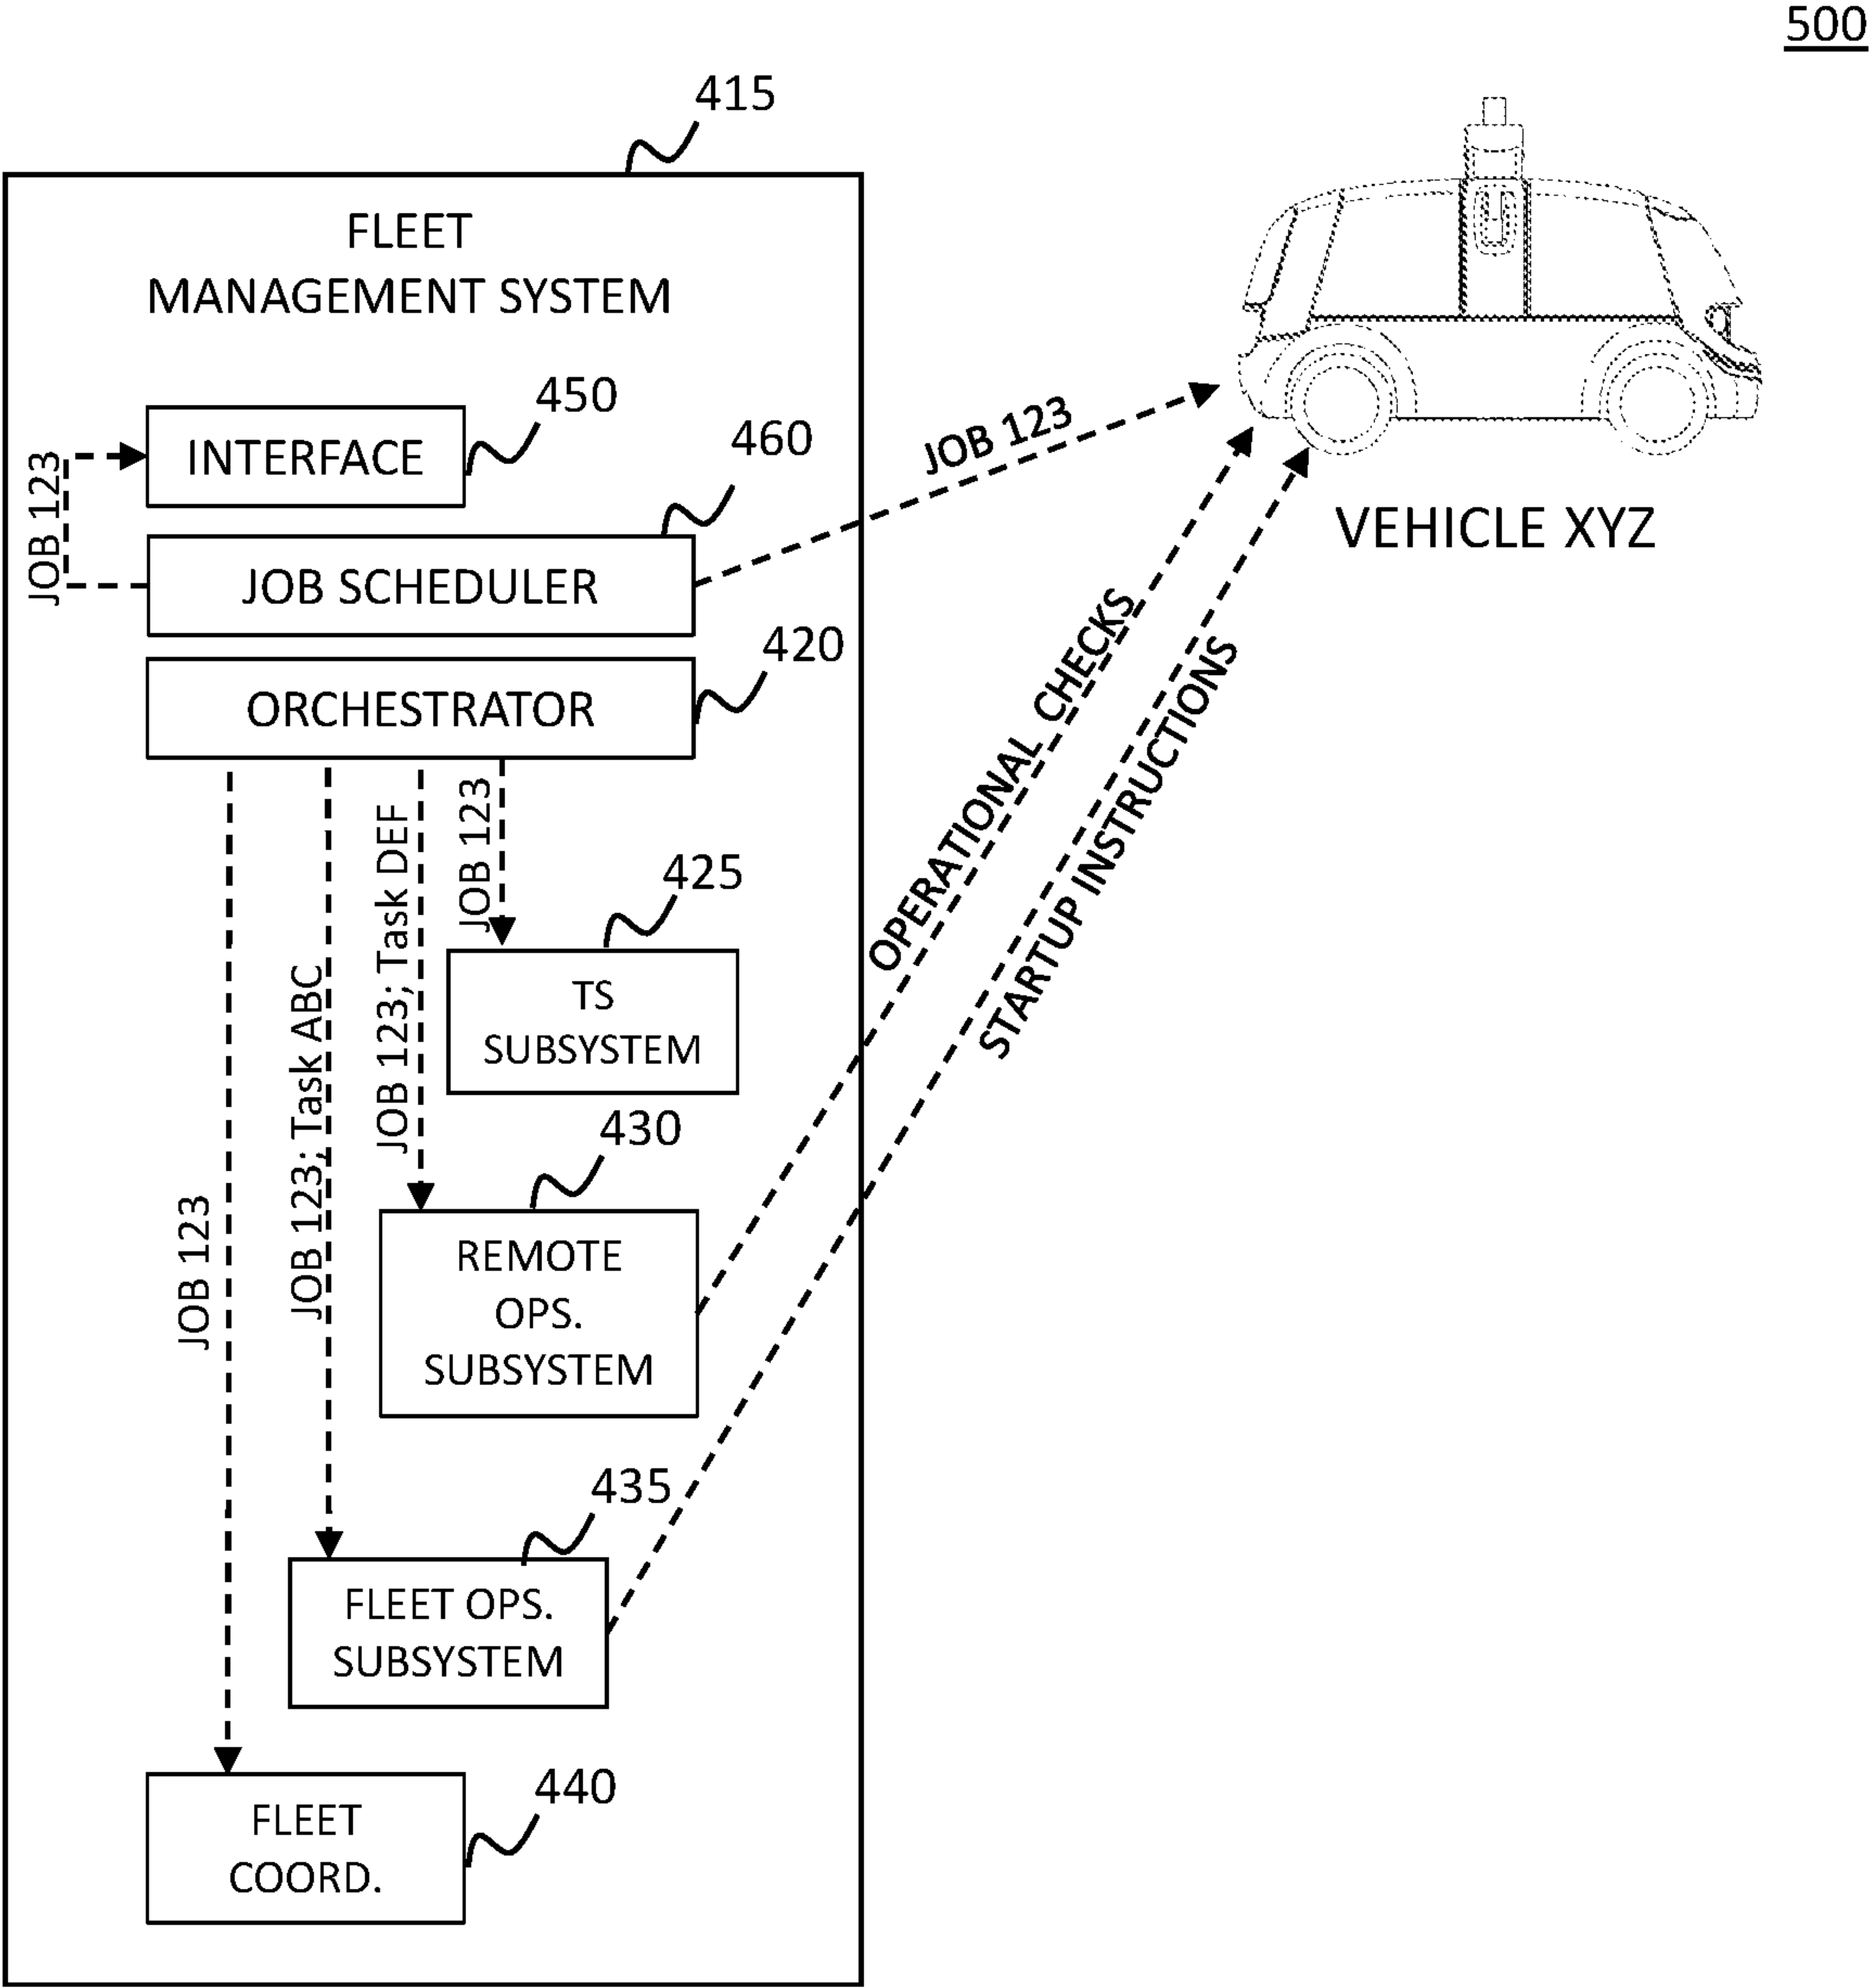 500
415
FLEET
MANAGEMENT SYSTEM
450
INTERFACE
460
JOB 123
JOB 123
VEHICLE XYZ
JOB SCHEDULER
420
ORCHESTRATOR
JOB 123
JOB 123; Task ABC
JOB 123; Task DEF
JOB 123
OPERATIONAL CHECKS
STARTUP INSTRUCTIONS
425
TS
SUBSYSTEM
430
REMOTE
OPS.
SUBSYSTEM
435
FLEET OPS.
SUBSYSTEM
440
FLEET
COORD.